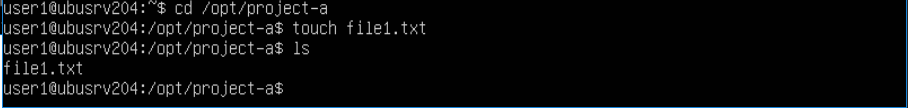 user1@ubusrv204:~$ cd /opt/project-a
user1@ubusrv204:/opt/project-a$ touch file1.txt
user1@ubusrv204:/opt/project-a$ ls
file1.txt
user1@ubusrv204:/opt/project-a$